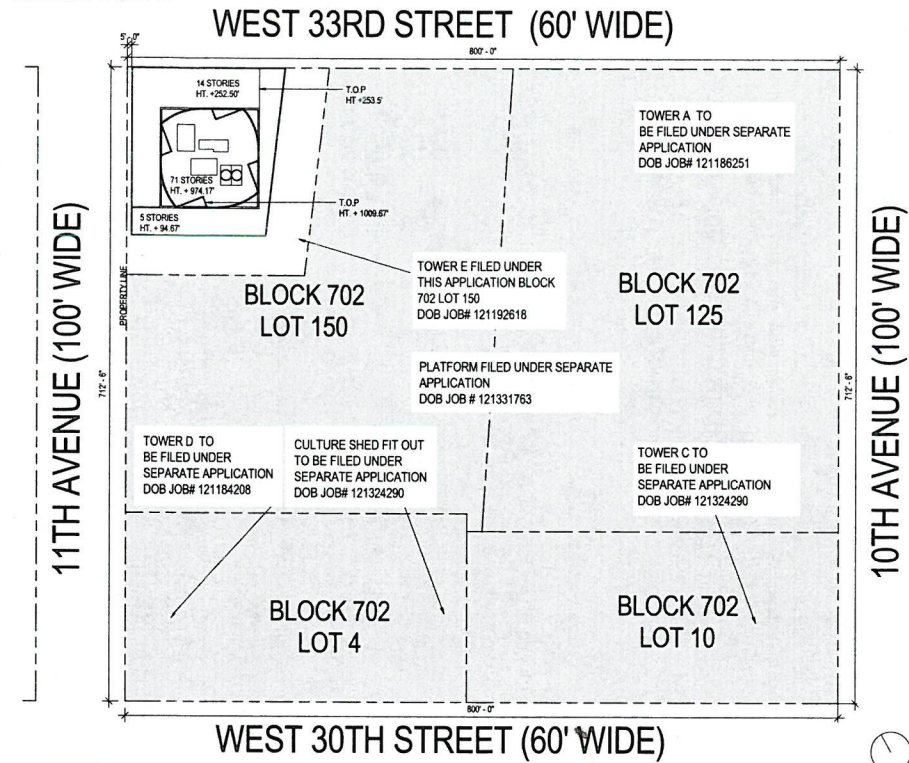 WEST 33RD STREET (60' WIDE)
5'-0"
800'-0"
14 STORIES
HT. +252.50'
T.O.P
HT +253.5'
71 STORIES
HT. + 974.17'
T.O.P
HT. + 1009.67'
5 STORIES
HT. + 94.67'
TOWER A TO
BE FILED UNDER SEPARATE
APPLICATION
DOB JOB# 121186251
11TH AVENUE (100' WIDE)
PROPERTY LINE
712'-6"
BLOCK 702
LOT 150
TOWER E FILED UNDER
THIS APPLICATION BLOCK
702 LOT 150
DOB JOB# 121192618
BLOCK 702
LOT 125
10TH AVENUE (100' WIDE)
712'-6"
PLATFORM FILED UNDER SEPARATE
APPLICATION
DOB JOB # 121331763
TOWER D TO
BE FILED UNDER
SEPARATE APPLICATION
DOB JOB# 121184208
CULTURE SHED FIT OUT
TO BE FILED UNDER
SEPARATE APPLICATION
DOB JOB# 121324290
TOWER C TO
BE FILED UNDER
SEPARATE APPLICATION
DOB JOB# 121324290
BLOCK 702
LOT 4
BLOCK 702
LOT 10
800'-0"
WEST 30TH STREET (60' WIDE)